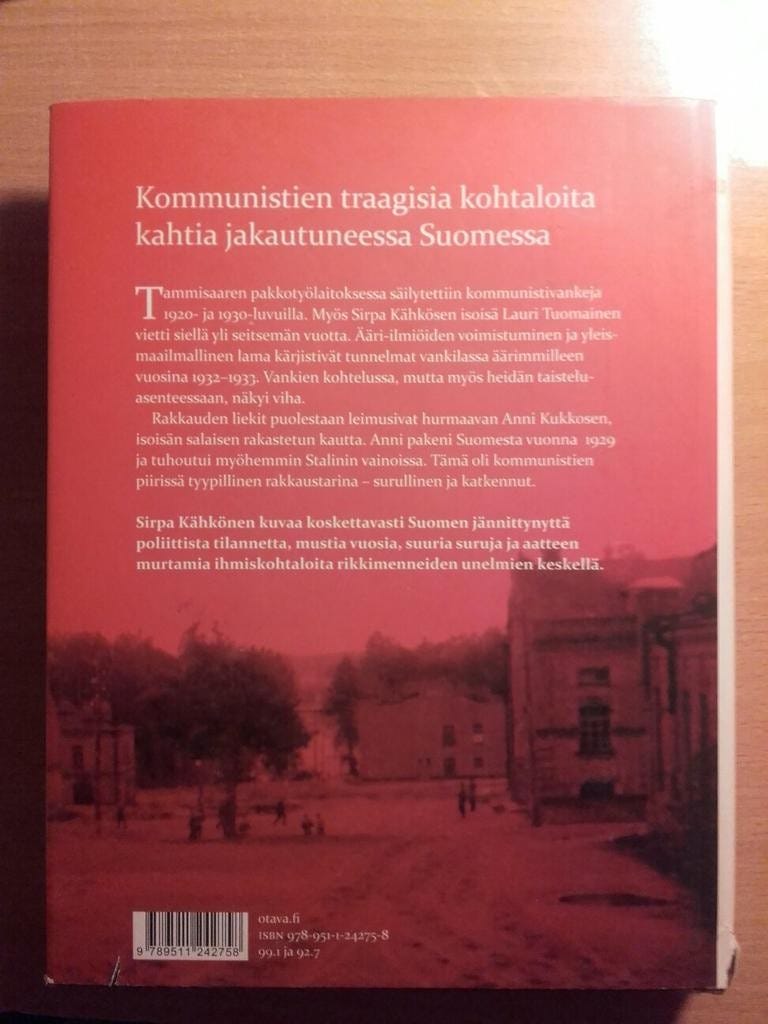 Kommunistien traagisia kohtaloita
kahtia jakautuneessa Suomessa
Tammisaaren pakkotyölaitoksessa säilytettiin kommunistivankeja
1920- ja 1930-luvuilla. Myös Sirpa Kähkösen isoisä Lauri Tuomainen
vietti siellä yli seitsemän vuotta. Ääri-ilmiöiden voimistuminen ja yleis-
maailmallinen lama kärjistivät tunnelmat vankilassa äärimmilleen
vuosina 1932–1933. Vankien kohtelussa, mutta myös heidän taistelu-
asenteessaan, näkyi viha.
Rakkauden liekit puolestaan leimusivat hurmaavan Anni Kukkosen,
isoisän salaisen rakastetun kautta. Anni pakeni Suomesta vuonna 1929
ja tuhoutui myöhemmin Stalinin vainoissa. Tämä oli kommunistien
piirissä tyypillinen rakkaustarina – surullinen ja katkennut.
Sirpa Kähkönen kuvaa koskettavasti Suomen jännittynyttä
poliittista tilannetta, mustia vuosia, suuria suruja ja aatteen
murtamia ihmiskohtaloita rikkimenneiden unelmien keskellä.
otava.fi
ISBN 978-951-1-24275-8
99.1 ja 92.7
9 789511 242758